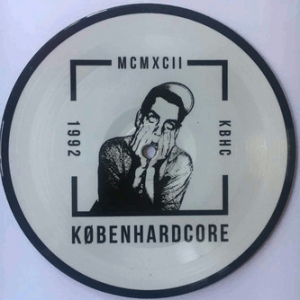 MCMXCII
1992
KBHC
KØBENHARDCORE